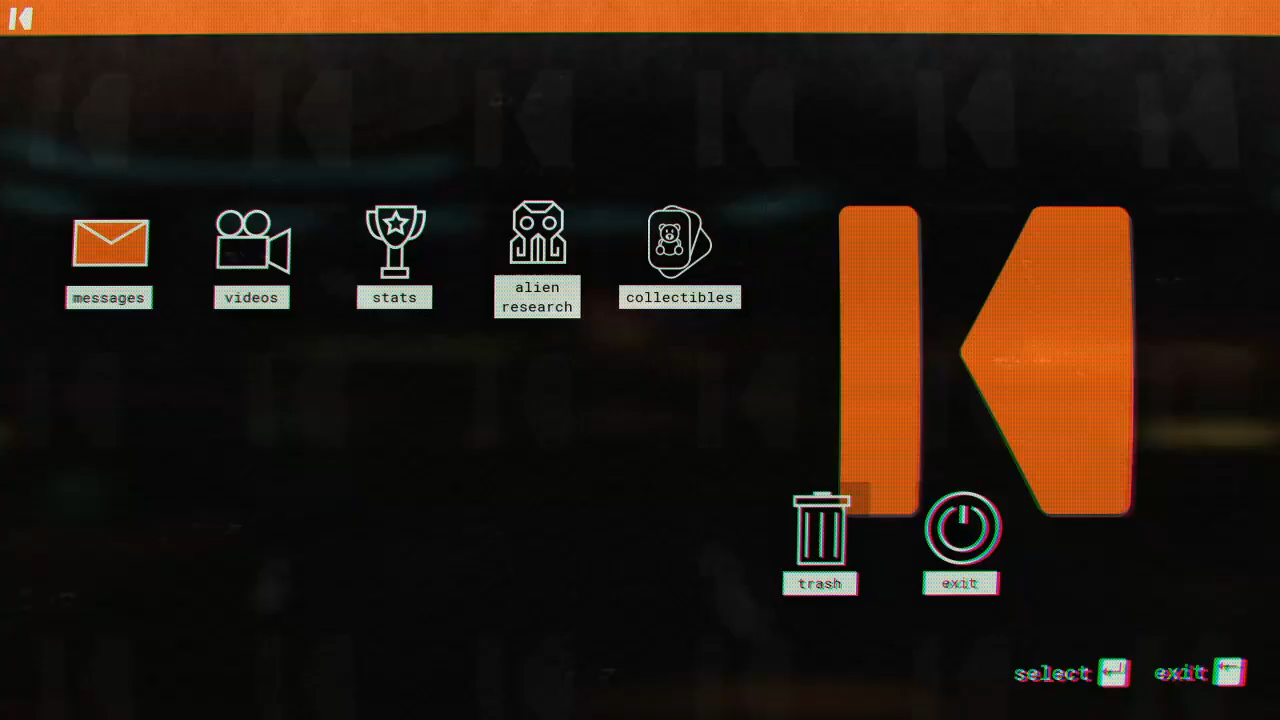 messages
videos
stats
alien
research
collectibles
trash
exit
select
exit